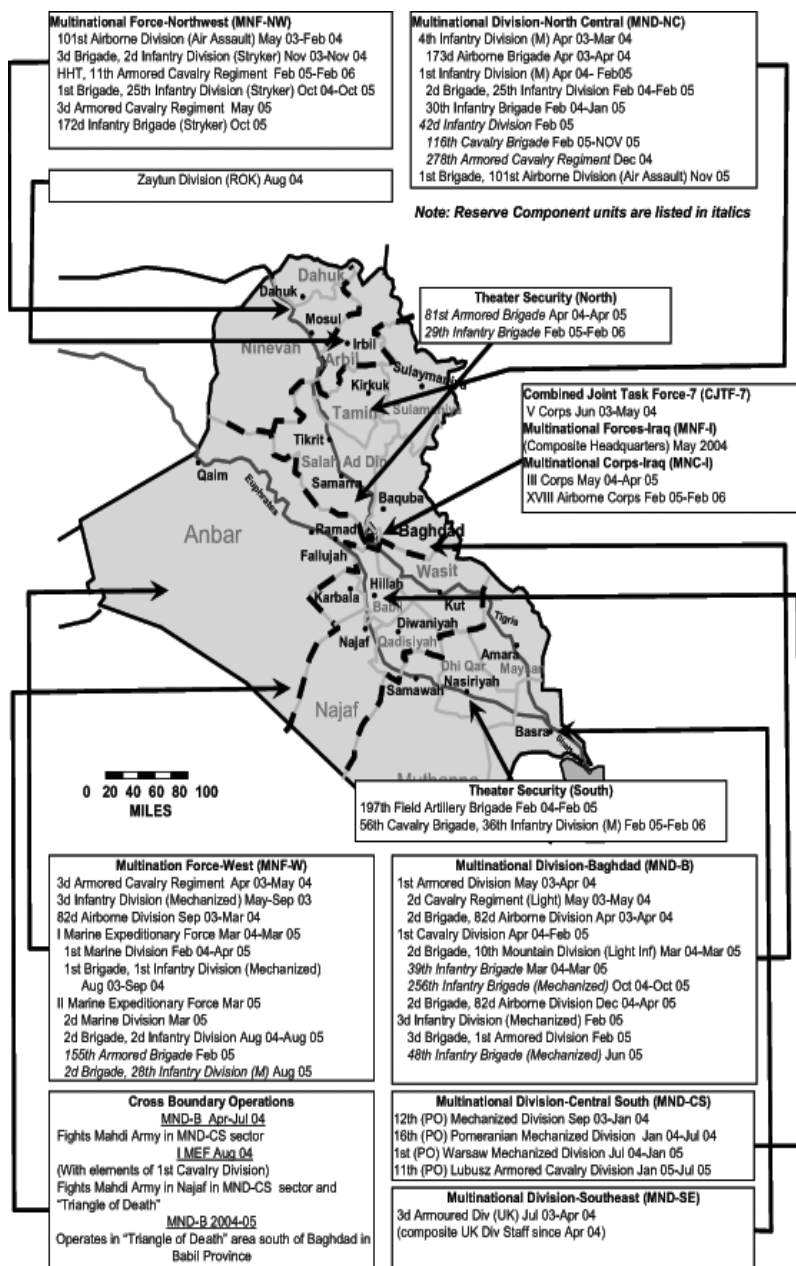 Multinational Force-Northwest (MNF-NW)
101st Airborne Division (Air Assault) May 03-Feb 04
3d Brigade, 2d Infantry Division (Stryker) Nov 03-Nov 04
HHT, 11th Armored Cavalry Regiment Feb 05-Feb 06
1st Brigade, 25th Infantry Division (Stryker) Oct 04-Oct 05
3d Armored Cavalry Regiment May 05
172d Infantry Brigade (Stryker) Oct 05
Zaytun Division (ROK) Aug 04
Multinational Division-North Central (MND-NC)
4th Infantry Division (M) Apr 03-Mar 04
173d Airborne Brigade Apr 03-Apr 04
1st Infantry Division (M) Apr 04- Feb05
2d Brigade, 25th Infantry Division Feb 04-Feb 05
30th Infantry Brigade Feb 04-Jan 05
42d Infantry Division Feb 05
116th Cavalry Brigade Feb 05-NOV 05
278th Armored Cavalry Regiment Dec 04
1st Brigade, 101st Airborne Division (Air Assault) Nov 05
Note: Reserve Component units are listed in italics
Theater Security (North)
81st Armored Brigade Apr 04-Apr 05
29th Infantry Brigade Feb 05-Feb 06
Combined Joint Task Force-7 (CJTF-7)
V Corps Jun 03-May 04
Multinational Forces-Iraq (MNF-I)
(Composite Headquarters) May 2004
Multinational Corps-Iraq (MNC-I)
III Corps May 04-Apr 05
XVIII Airborne Corps Feb 05-Feb 06
Dahuk
Dahuk
Mosul
Ninevah
Irbil
Arbil
Sulaymaniya
Kirkuk
Tamim
Sulamaniya
Tikrit
Salah Ad Din
Qaim
Samarra
Euphrates
Baquba
Anbar
Ramadi
Baghdad
Fallujah
Wasit
Hillah
Karbala
Babil
Kut
Tigris
Diwaniyah
Najaf
Qadisiyah
Amara
Maysan
Dhi Qar
Nasiriyah
Samawah
Najaf
Basra
0 20 40 60 80 100
MILES
Theater Security (South)
197th Field Artillery Brigade Feb 04-Feb 05
56th Cavalry Brigade, 36th Infantry Division (M) Feb 05-Feb 06
Multination Force-West (MNF-W)
3d Armored Cavalry Regiment Apr 03-May 04
3d Infantry Division (Mechanized) May-Sep 03
82d Airborne Division Sep 03-Mar 04
I Marine Expeditionary Force Mar 04-Mar 05
1st Marine Division Feb 04-Apr 05
1st Brigade, 1st Infantry Division (Mechanized)
Aug 03-Sep 04
II Marine Expeditionary Force Mar 05
2d Marine Division Mar 05
2d Brigade, 2d Infantry Division Aug 04-Aug 05
155th Armored Brigade Feb 05
2d Brigade, 28th Infantry Division (M) Aug 05
Multinational Division-Baghdad (MND-B)
1st Armored Division May 03-Apr 04
2d Cavalry Regiment (Light) May 03-May 04
2d Brigade, 82d Airborne Division Apr 03-Apr 04
1st Cavalry Division Apr 04-Feb 05
2d Brigade, 10th Mountain Division (Light Inf) Mar 04-Mar 05
39th Infantry Brigade Mar 04-Mar 05
256th Infantry Brigade (Mechanized) Oct 04-Oct 05
2d Brigade, 82d Airborne Division Dec 04-Apr 05
3d Infantry Division (Mechanized) Feb 05
3d Brigade, 1st Armored Division Feb 05
48th Infantry Brigade (Mechanized) Jun 05
Cross Boundary Operations
MND-B Apr-Jul 04
Fights Mahdi Army in MND-CS sector
I MEF Aug 04
(With elements of 1st Cavalry Division)
Fights Mahdi Army in Najaf in MND-CS sector and
"Triangle of Death"
MND-B 2004-05
Operates in "Triangle of Death" area south of Baghdad in
Babil Province
Multinational Division-Central South (MND-CS)
12th (PO) Mechanized Division Sep 03-Jan 04
16th (PO) Pomeranian Mechanized Division Jan 04-Jul 04
1st (PO) Warsaw Mechanized Division Jul 04-Jan 05
11th (PO) Lubusz Armored Cavalry Division Jan 05-Jul 05
Multinational Division-Southeast (MND-SE)
3d Armoured Div (UK) Jul 03-Apr 04
(composite UK Div Staff since Apr 04)